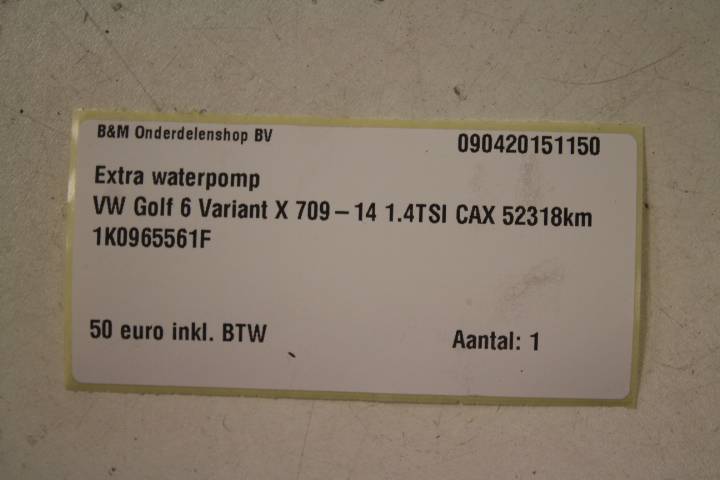 B&M Onderdelenshop BV 090420151150
Extra waterpomp
VW Golf 6 Variant X 709-14 1.4TSI CAX 52318km
1K0965561F
50 euro inkl. BTW Aantal: 1